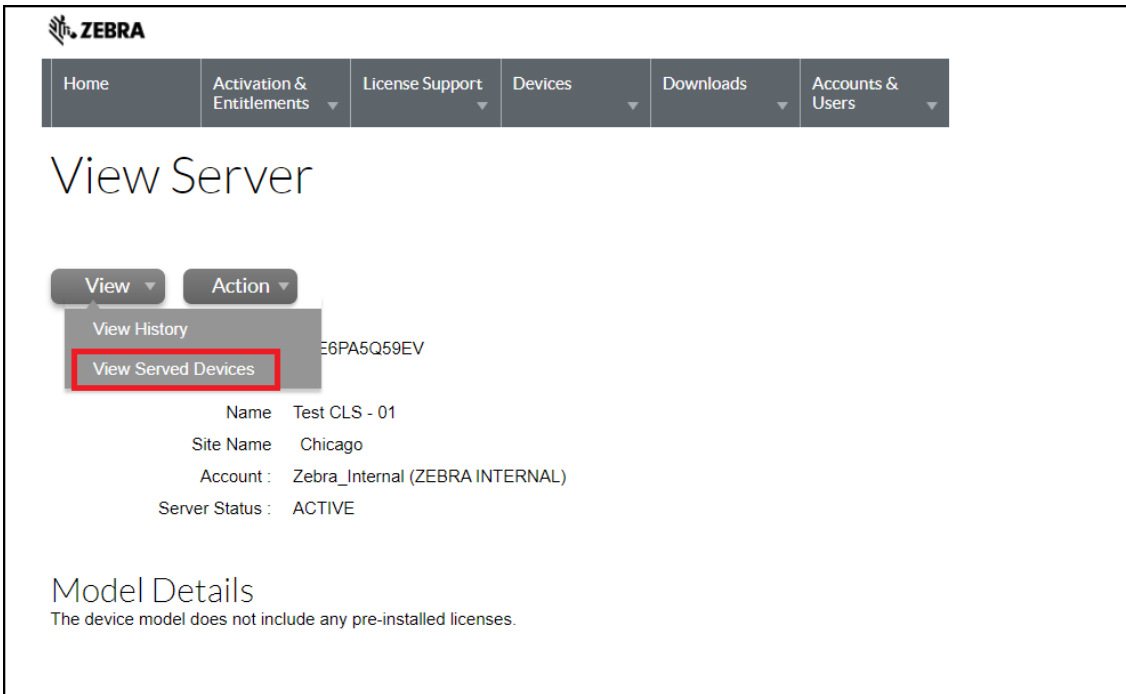 ZEBRA
Home
Activation &
Entitlements
License Support
Devices
Downloads
Accounts &
Users
View Server
View
Action
View History
E6PA5Q59EV
View Served Devices
Name Test CLS - 01
Site Name Chicago
Account : Zebra_Internal (ZEBRA INTERNAL)
Server Status : ACTIVE
Model Details
The device model does not include any pre-installed licenses.